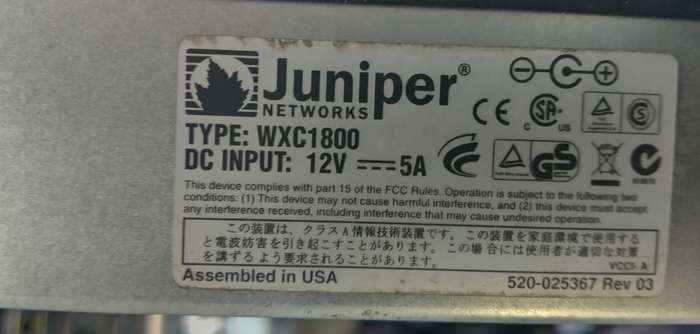 Juniper®
NETWORKS
TYPE: WXC1800
DC INPUT: 12V ⎓ 5A
CE
SA
C US
GS
This device complies with part 15 of the FCC Rules. Operation is subject to the following two
conditions: (1) This device may not cause harmful interference, and (2) this device must accept
any interference received, including interference that may cause undesired operation.
この装置は、クラスA情報技術装置です。この装置を家庭環境で使用する
と電波妨害を引き起こすことがあります。この場合には使用者が適切な対策
を講ずるよう要求されることがあります。
VCCI- A
Assembled in USA
520-025367 Rev 03